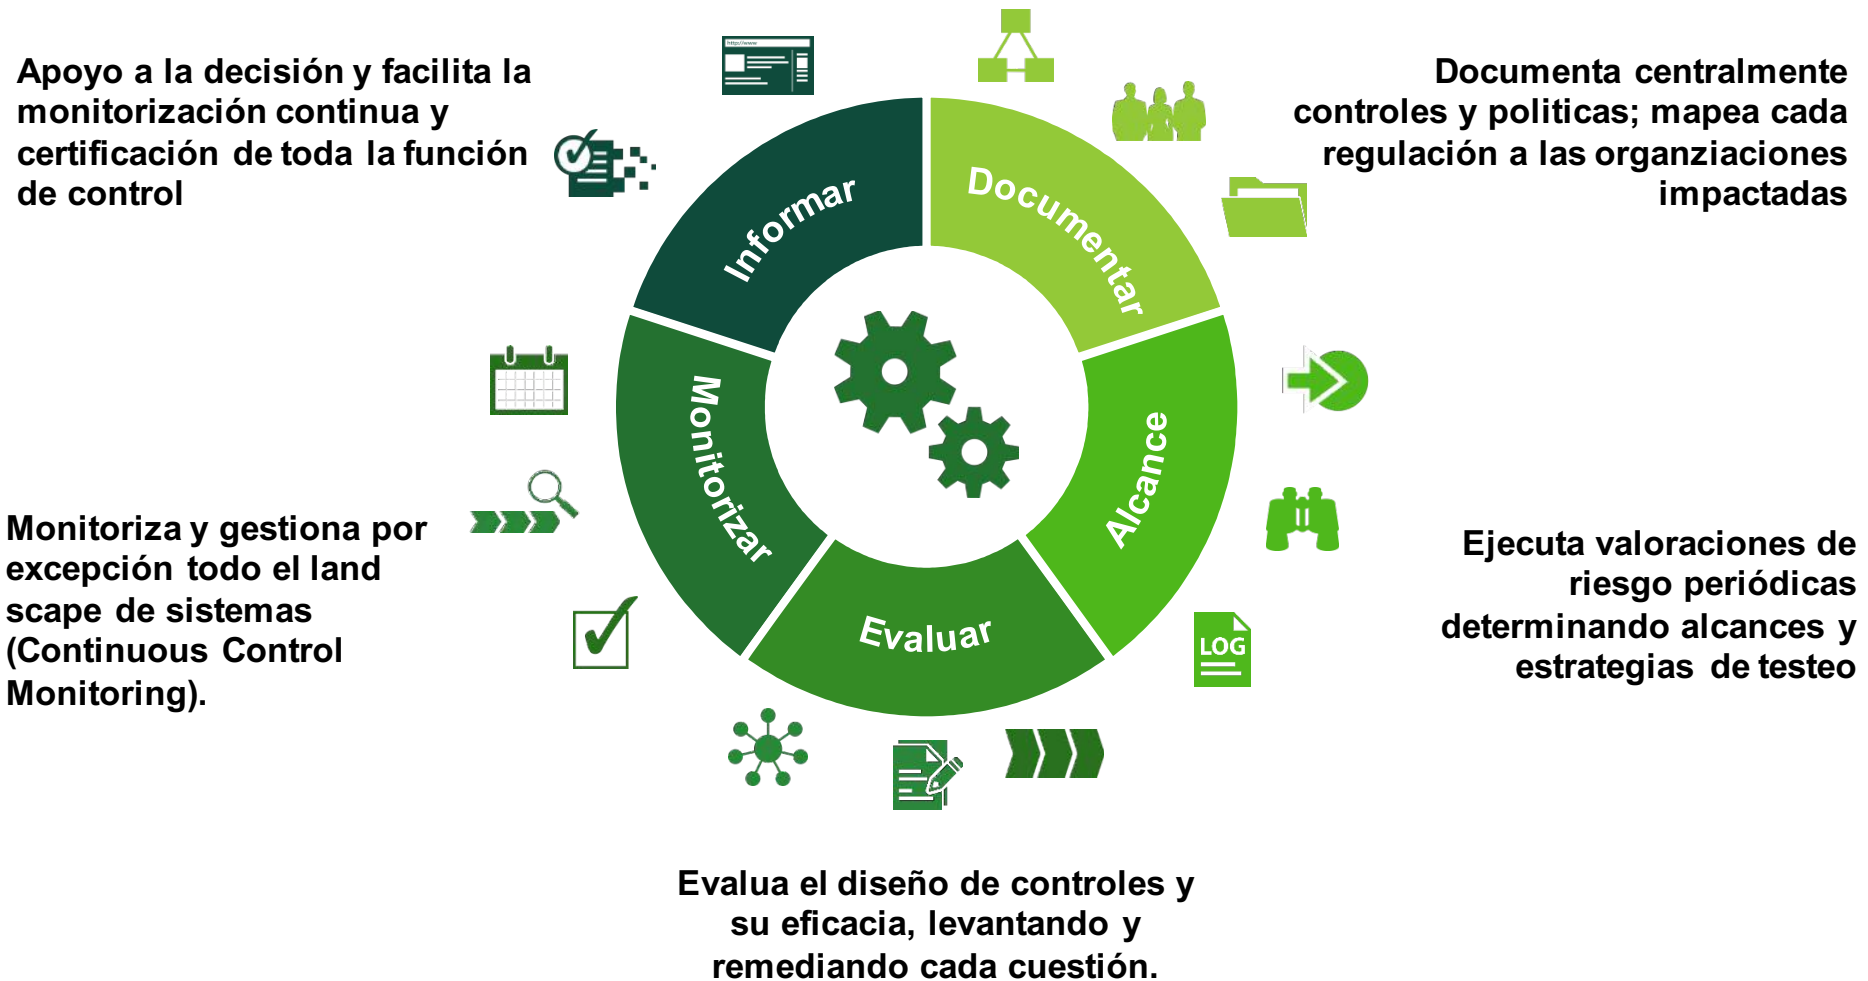 Apoyo a la decisión y facilita la
monitorización continua y
certificación de toda la función
de control
http://www
Documenta centralmente
controles y politicas; mapea cada
regulación a las organziaciones
impactadas
Informar
Documentar
Monitorizar
Alcance
Evaluar
Monitoriza y gestiona por
excepción todo el land
scape de sistemas
(Continuous Control
Monitoring).
LOG
Ejecuta valoraciones de
riesgo periódicas
determinando alcances y
estrategias de testeo
Evalua el diseño de controles y
su eficacia, levantando y
remediando cada cuestión.